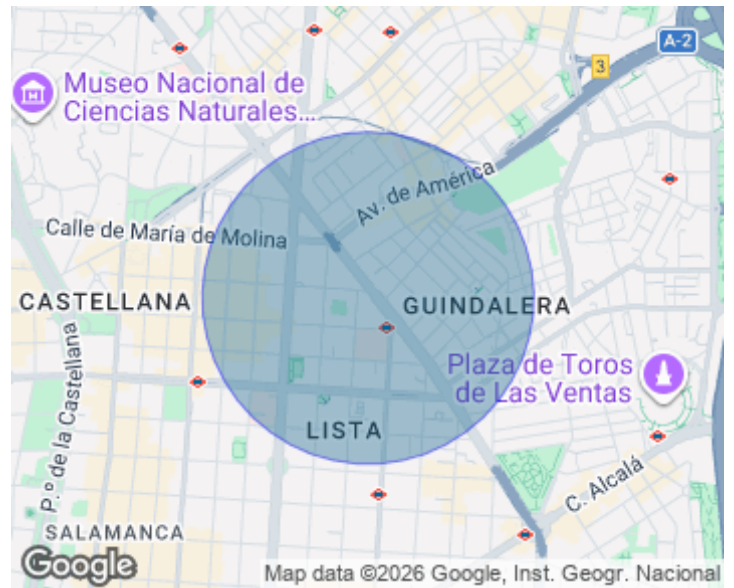 A-2
3
Museo Nacional de
Ciencias Naturales...
Av. de América
Calle de María de Molina
CASTELLANA
GUINDALERA
Plaza de Toros
de Las Ventas
LISTA
P.º de la Castellana
C. Alcalá
SALAMANCA
Google
Map data ©2026 Google, Inst. Geogr. Nacional